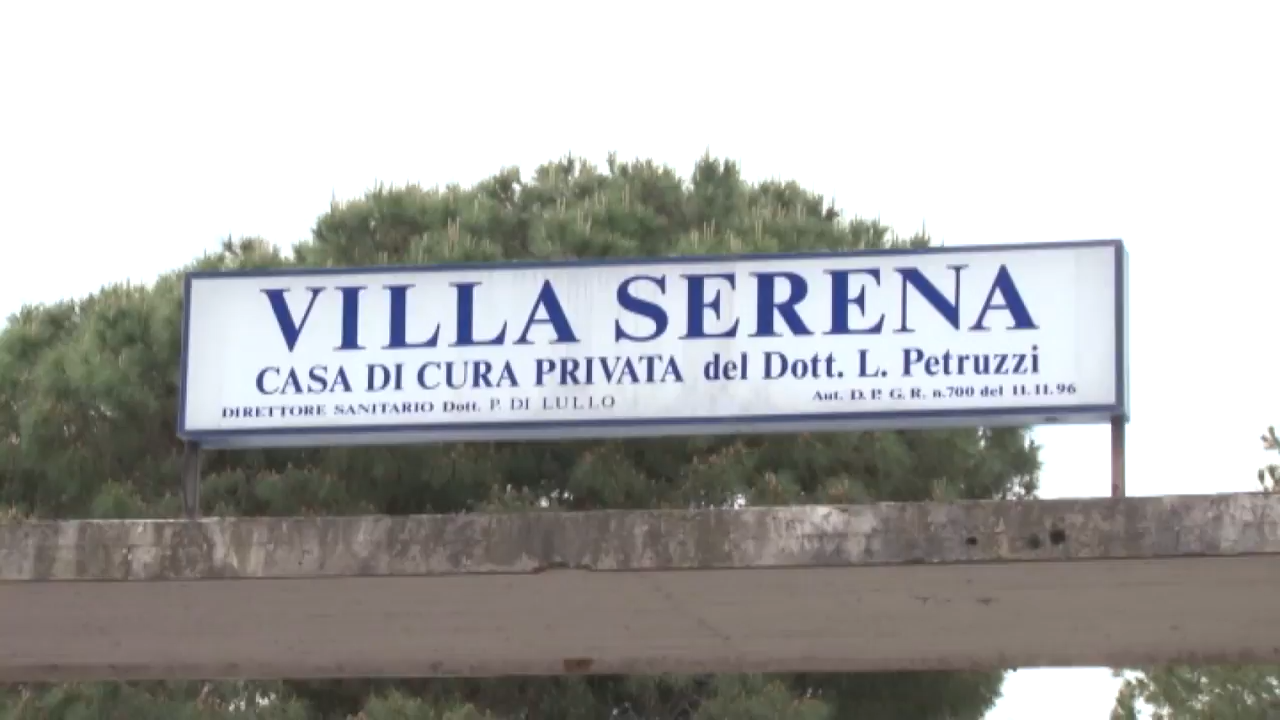 VILLA SERENA
CASA DI CURA PRIVATA del Dott. L. Petruzzi
DIRETTORE SANITARIO Dott. P. DI LULLO
Aut. D. P. G. R. n.700 del 11.11.96